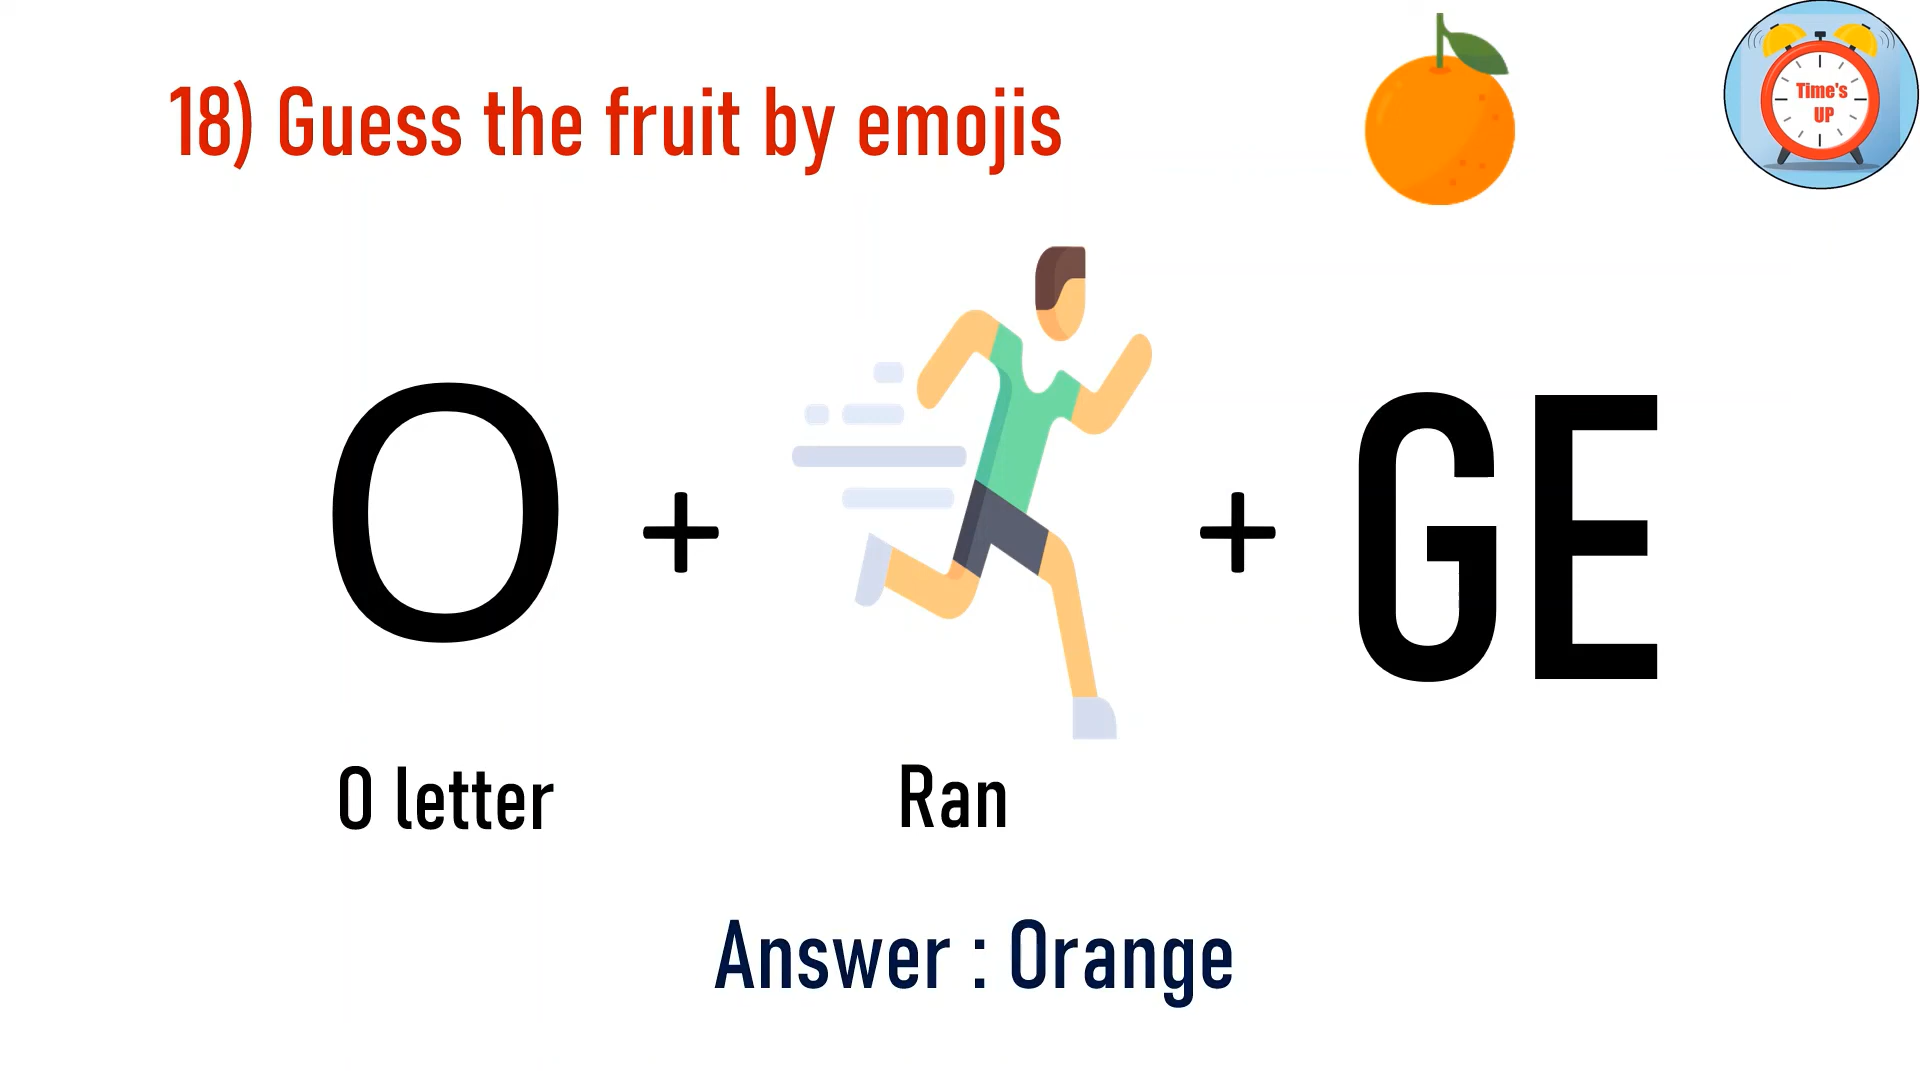 18) Guess the fruit by emojis
Time's
UP
O + + GE
O letter
Ran
Answer : Orange